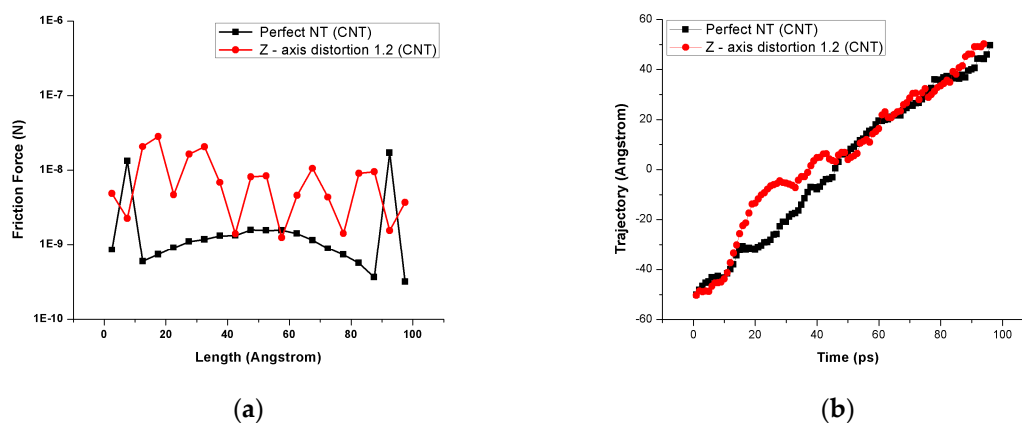 1E-6
1E-7
1E-8
1E-9
1E-10
Friction Force (N)
Perfect NT (CNT)
Z - axis distortion 1.2 (CNT)
0 20 40 60 80 100
Length (Angstrom)
(a)
60
40
20
0
-20
-40
-60
Trajectory (Angstrom)
Perfect NT (CNT)
Z - axis distortion 1.2 (CNT)
0 20 40 60 80 100
Time (ps)
(b)